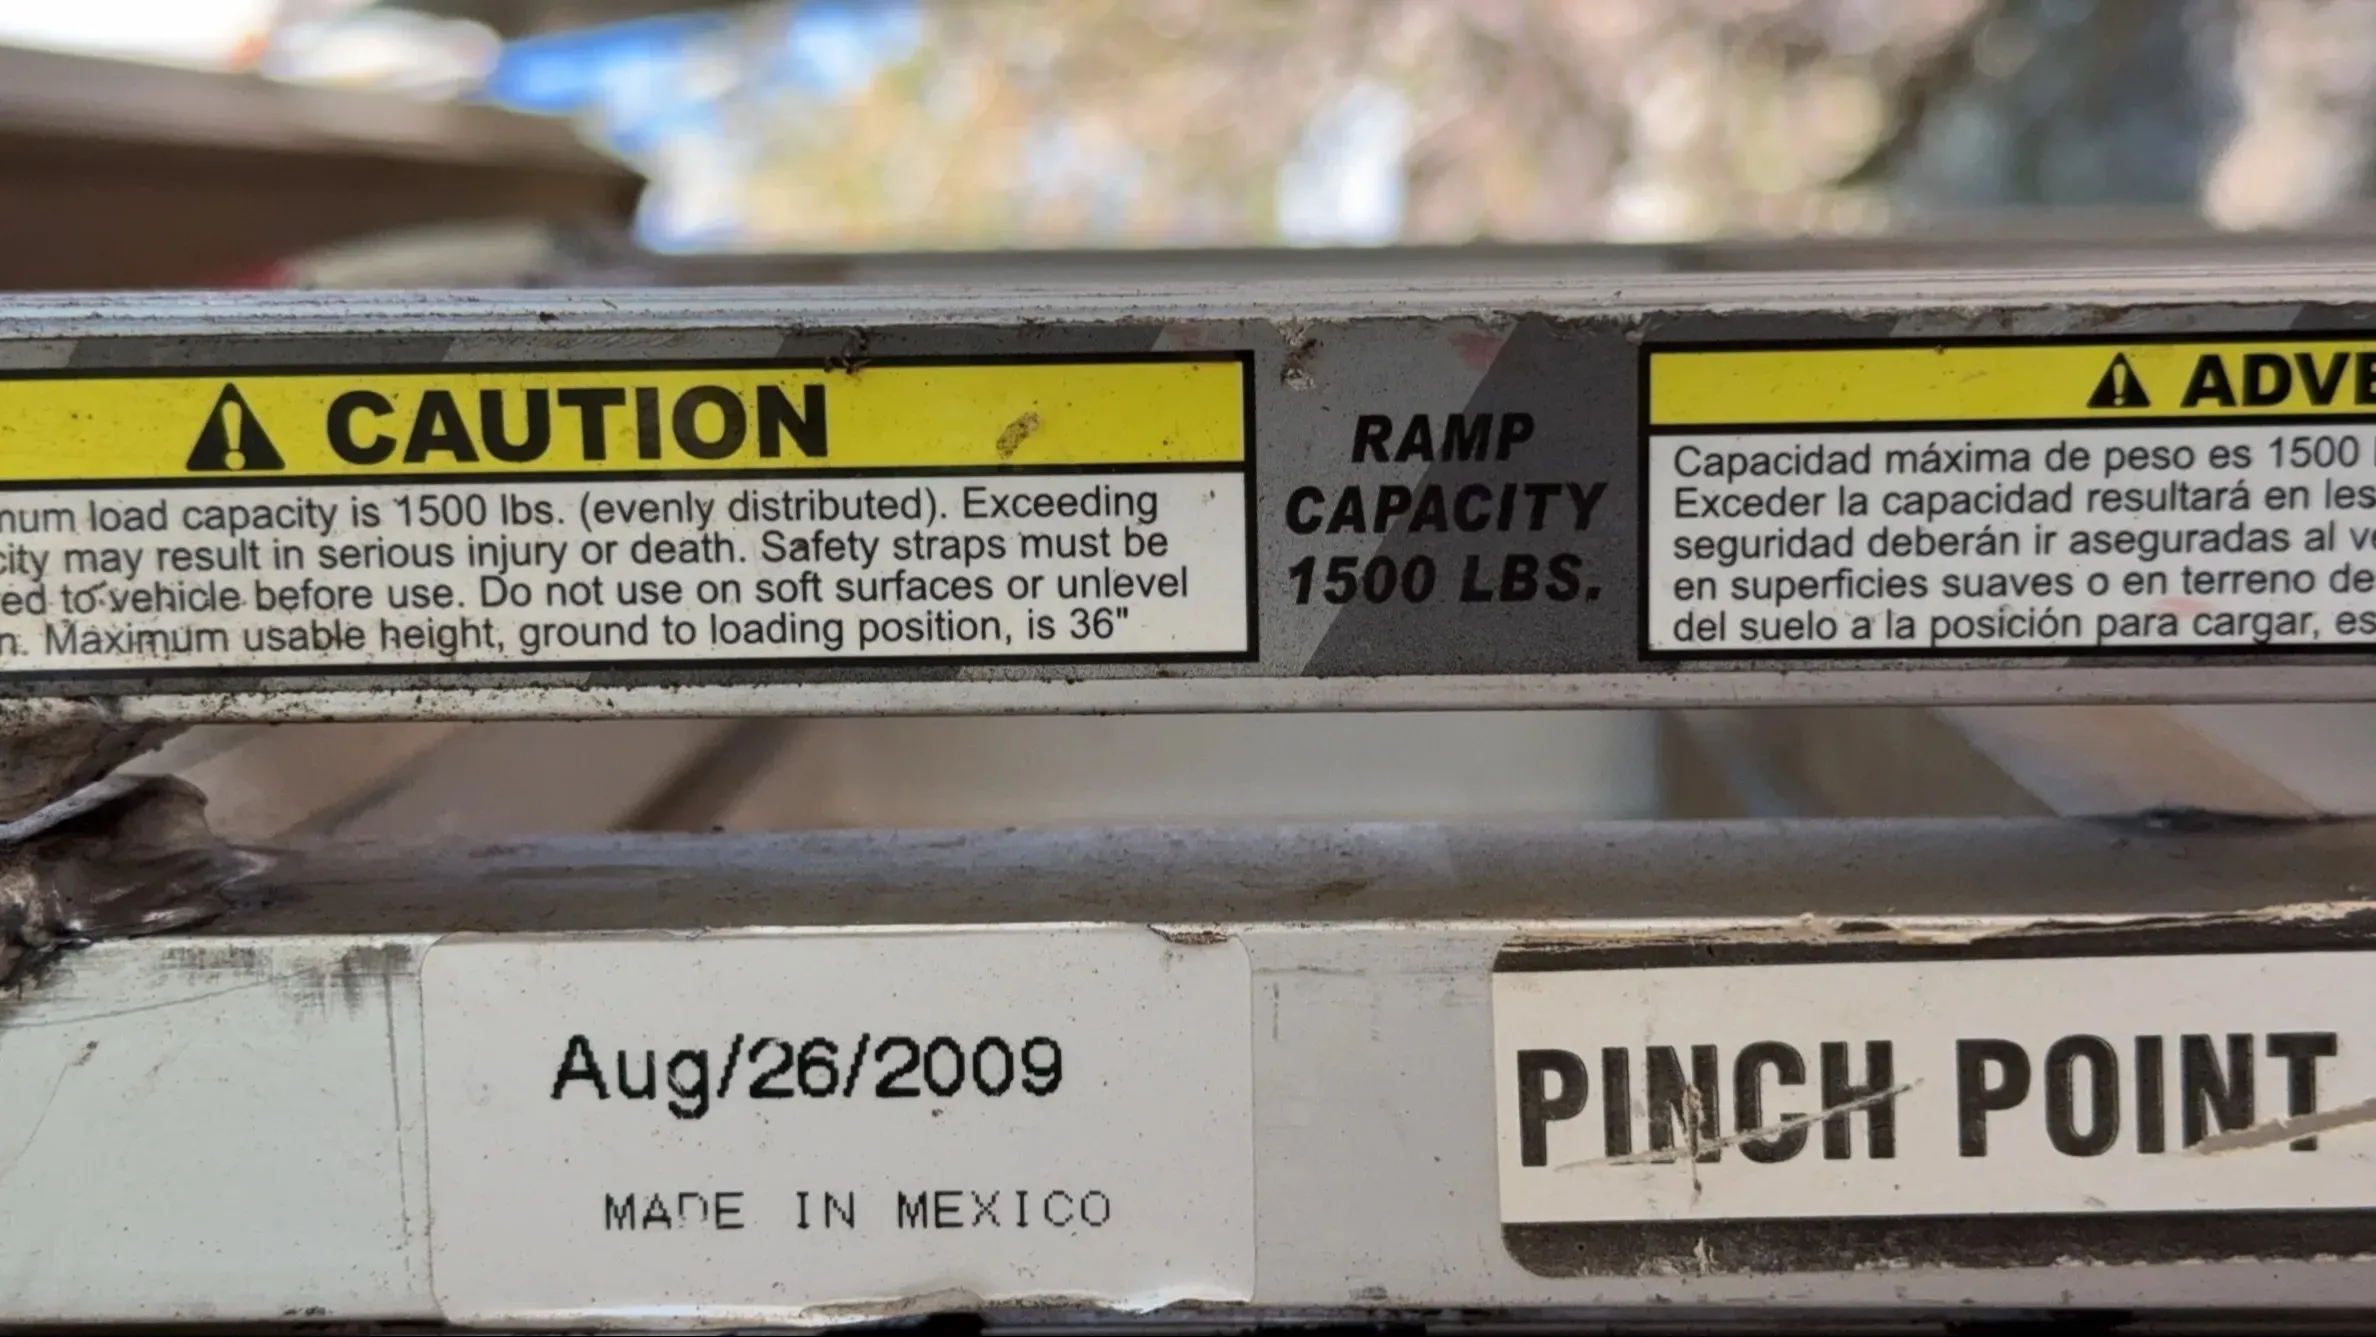 CAUTION
num load capacity is 1500 lbs. (evenly distributed). Exceeding
city may result in serious injury or death. Safety straps must be
ed to vehicle before use. Do not use on soft surfaces or unlevel
n. Maximum usable height, ground to loading position, is 36"
RAMP
CAPACITY
1500 LBS.
ADVE
Capacidad máxima de peso es 1500
Exceder la capacidad resultará en les
seguridad deberán ir aseguradas al ve
en superficies suaves o en terreno de
del suelo a la posición para cargar, es
Aug/26/2009
MADE IN MEXICO
PINCH POINT